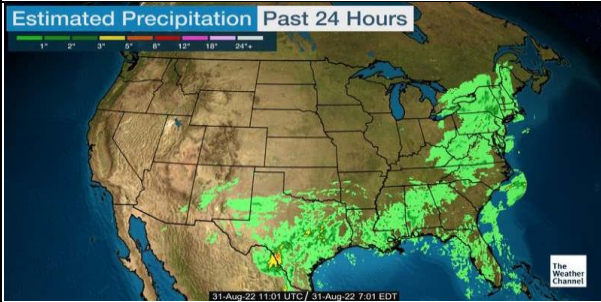 Estimated Precipitation Past 24 Hours
1" 2" 3" 5" 8" 12" 18" 24"+
The
Weather
Channel
31-Aug-22 11:01 UTC / 31-Aug-22 7:01 EDT